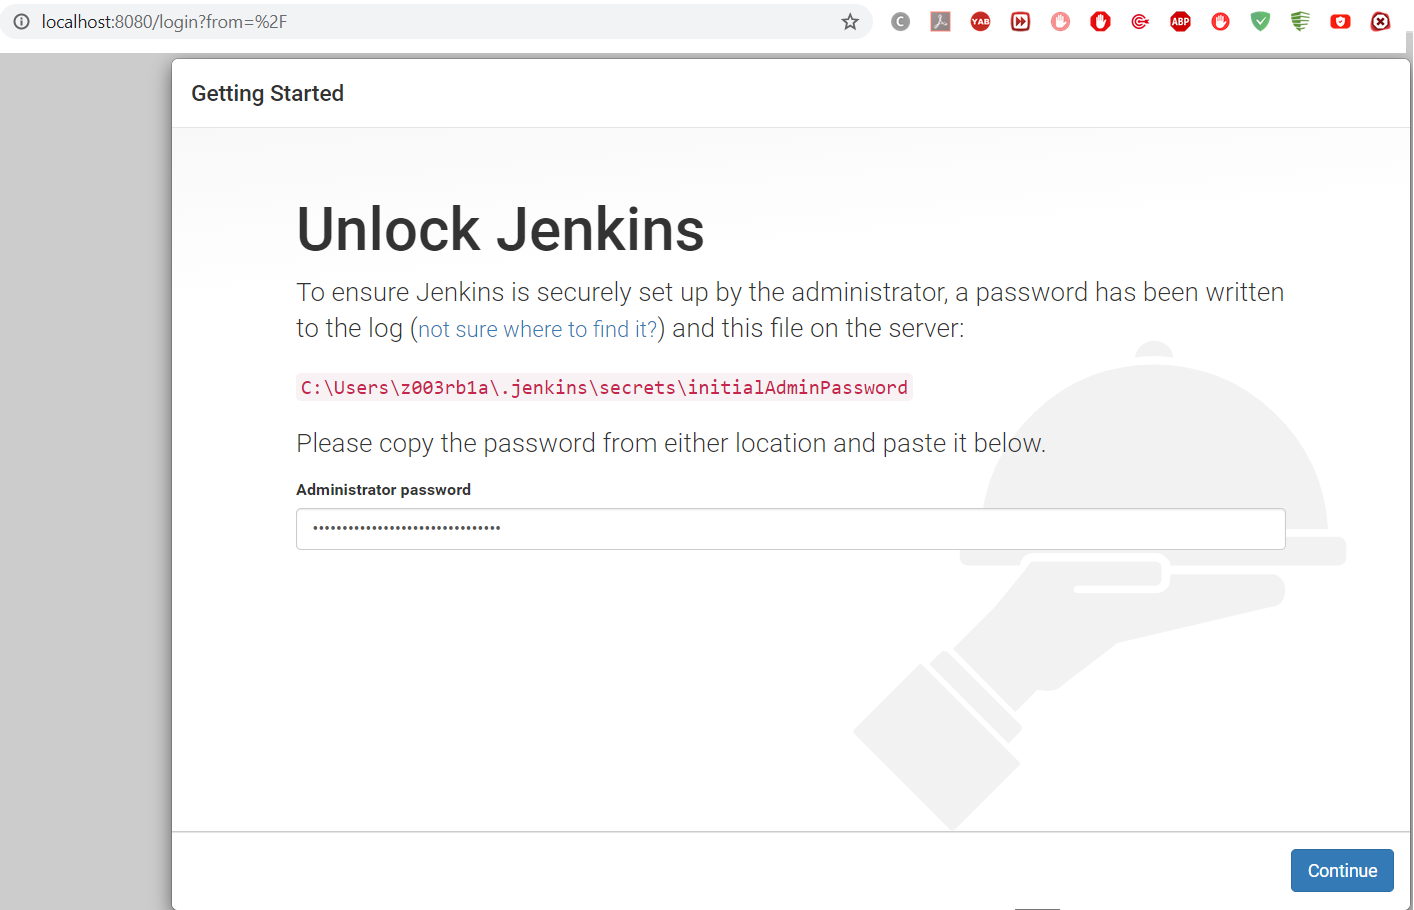 localhost:8080/login?from=%2F
C YAB ABP
Getting Started
Unlock Jenkins
To ensure Jenkins is securely set up by the administrator, a password has been written
to the log (not sure where to find it?) and this file on the server:
C:\Users\z003rb1a\.jenkins\secrets\initialAdminPassword
Please copy the password from either location and paste it below.
Administrator password
••••••••••••••••••••••••••••••••
Continue